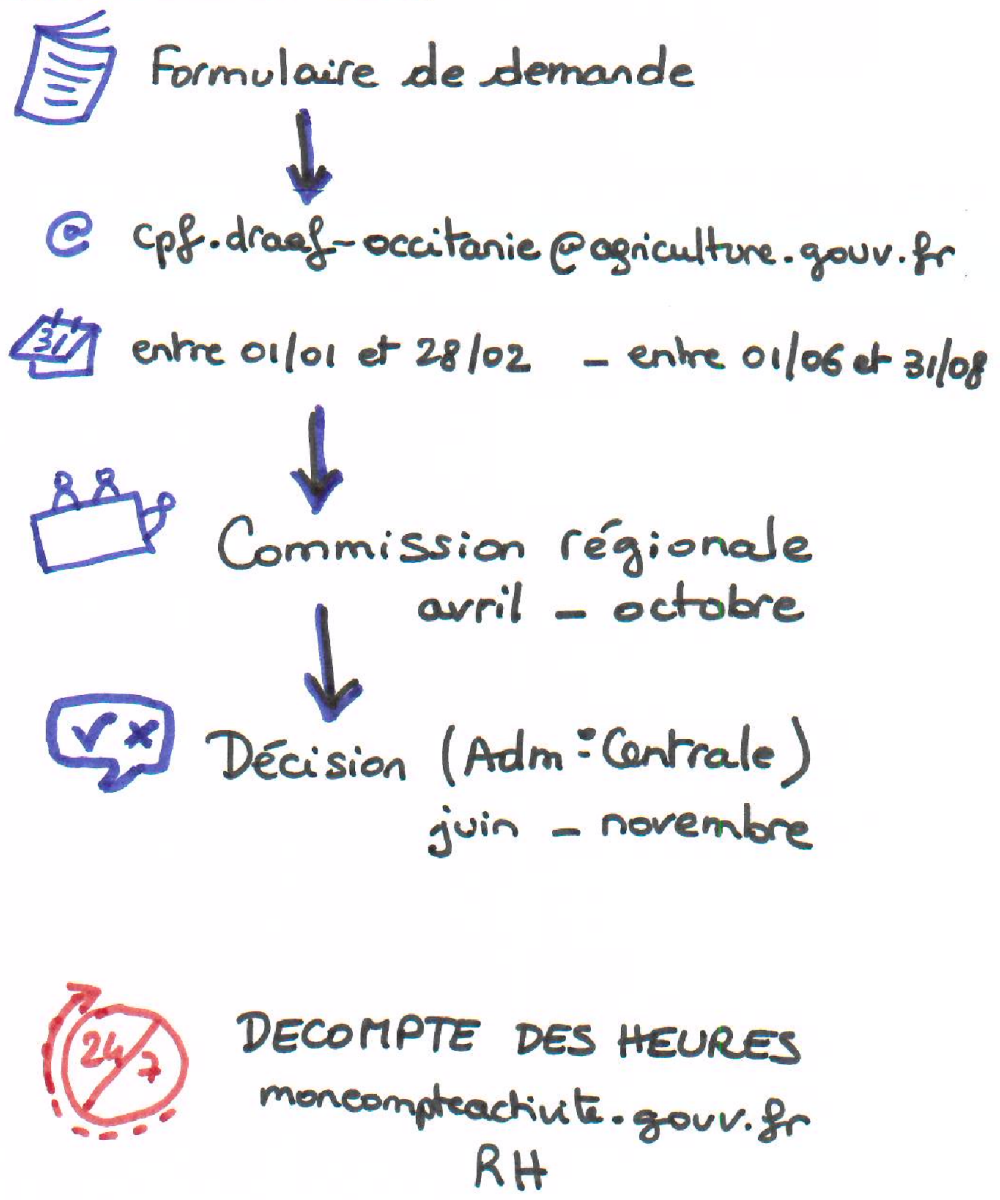 Formulaire de demande
@ cpf.draaf-occitanie@agriculture.gouv.fr
31 entre 01/01 et 28/02 - entre 01/06 et 31/08
Commission régionale
avril - octobre
Décision (Adm° Centrale)
juin - novembre
24/7
DECOMPTE DES HEURES
moncompteactivite.gouv.fr
RH